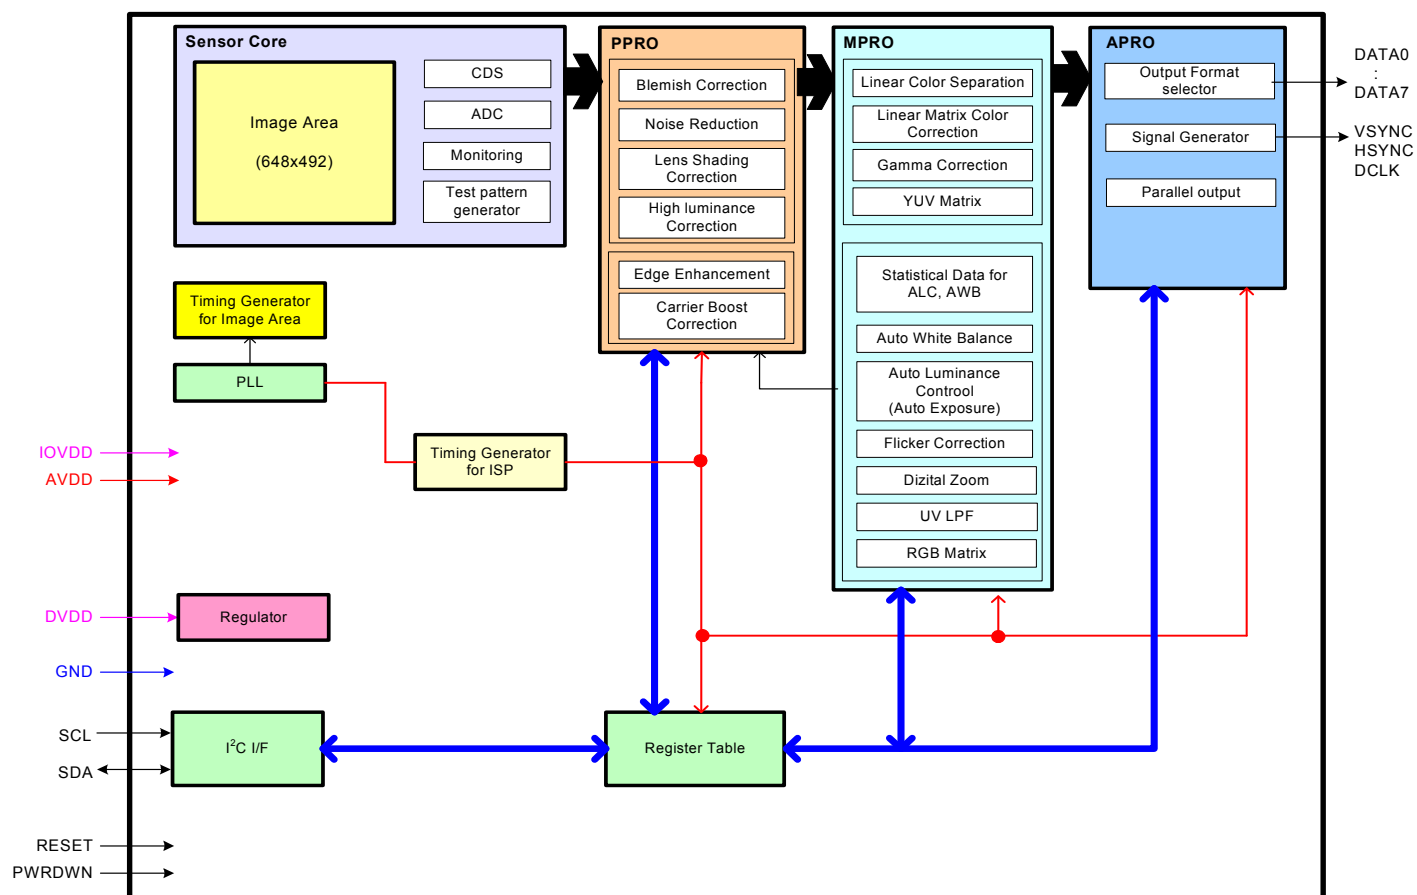 Sensor Core
Image Area
(648x492)
CDS
ADC
Monitoring
Test pattern
generator
PPRO
Blemish Correction
Noise Reduction
Lens Shading
Correction
High luminance
Correction
Edge Enhancement
Carrier Boost
Correction
MPRO
Linear Color Separation
Linear Matrix Color
Correction
Gamma Correction
YUV Matrix
Statistical Data for
ALC, AWB
Auto White Balance
Auto Luminance
Controol
(Auto Exposure)
Flicker Correction
Dizital Zoom
UV LPF
RGB Matrix
APRO
Output Format
selector
Signal Generator
Parallel output
DATA0
:
DATA7
VSYNC
HSYNC
DCLK
Timing Generator
for Image Area
PLL
Timing Generator
for ISP
IOVDD
AVDD
DVDD
Regulator
GND
SCL
SDA
I²C I/F
Register Table
RESET
PWRDWN